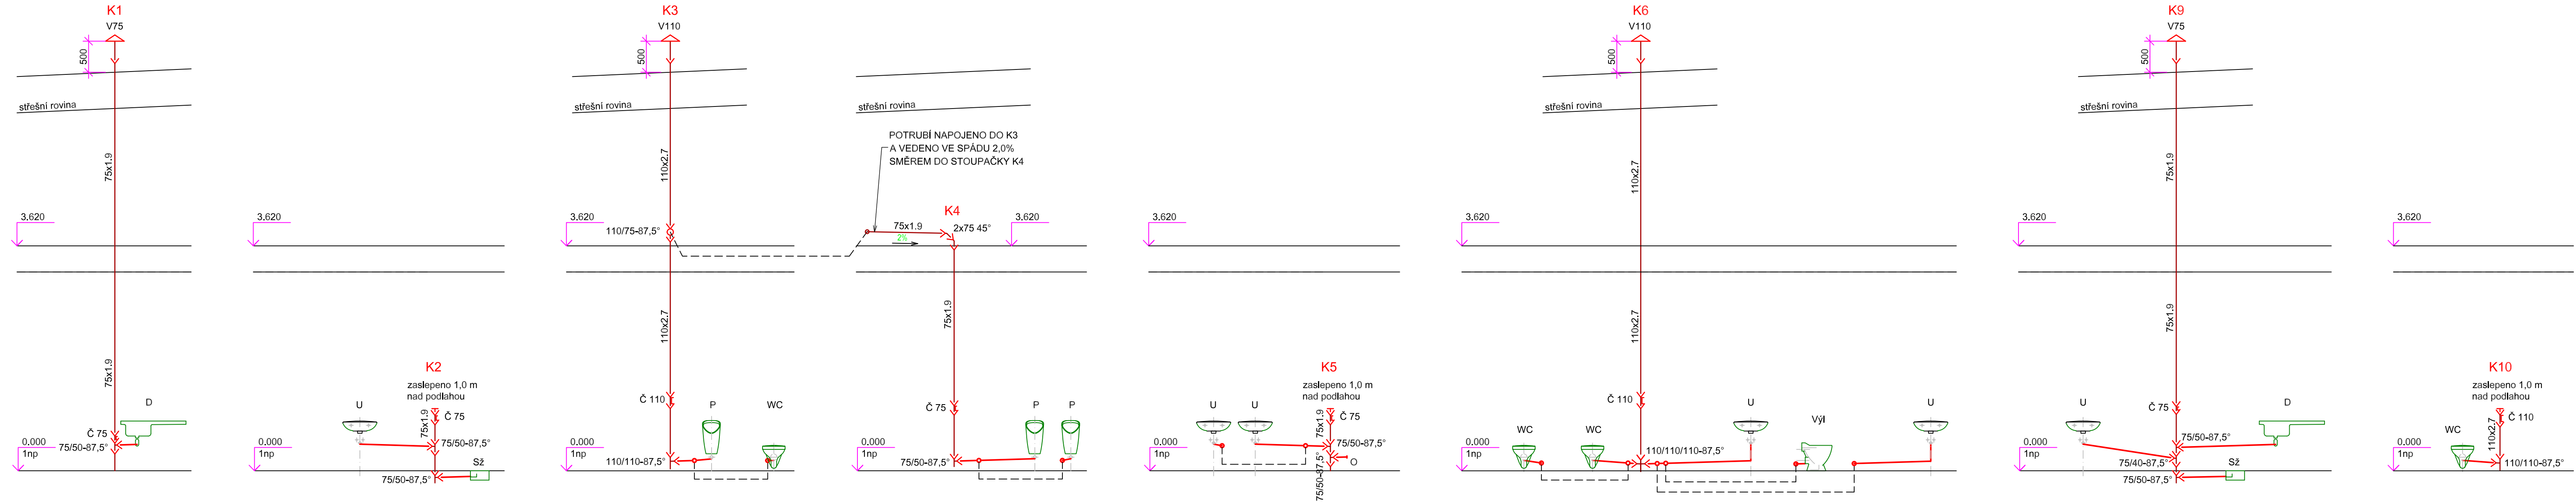 K1
V75
500
střešní rovina
75x1.9
3,620
75x1.9
D
Č 75
75/50-87,5°
0,000
1np
3,620
K2
zaslepeno 1,0 m
nad podlahou
U
75x1.9
Č 75
75/50-87,5°
0,000
1np
Sž
75/50-87,5°
K3
V110
500
střešní rovina
110x2.7
3,620
110/75-87,5°
110x2.7
Č 110
P
WC
0,000
1np
110/110-87,5°
střešní rovina
POTRUBÍ NAPOJENO DO K3
A VEDENO VE SPÁDU 2,0%
SMĚREM DO STOUPAČKY K4
K4
75x1.9
2x75 45°
2%
3,620
75x1.9
Č 75
P
P
0,000
1np
75/50-87,5°
3,620
K5
zaslepeno 1,0 m
nad podlahou
U
U
75x1.9
Č 75
75/50-87,5°
0,000
1np
O
75/50-87,5°
K6
V110
500
střešní rovina
110x2.7
3,620
110x2.7
Č 110
WC
WC
U
Výl
U
0,000
1np
110/110/110-87,5°
K9
V75
500
střešní rovina
75x1.9
3,620
75x1.9
Č 75
U
D
75/50-87,5°
0,000
1np
75/40-87,5°
Sž
75/50-87,5°
3,620
K10
zaslepeno 1,0 m
nad podlahou
Č 110
110x2.7
WC
0,000
1np
110/110-87,5°